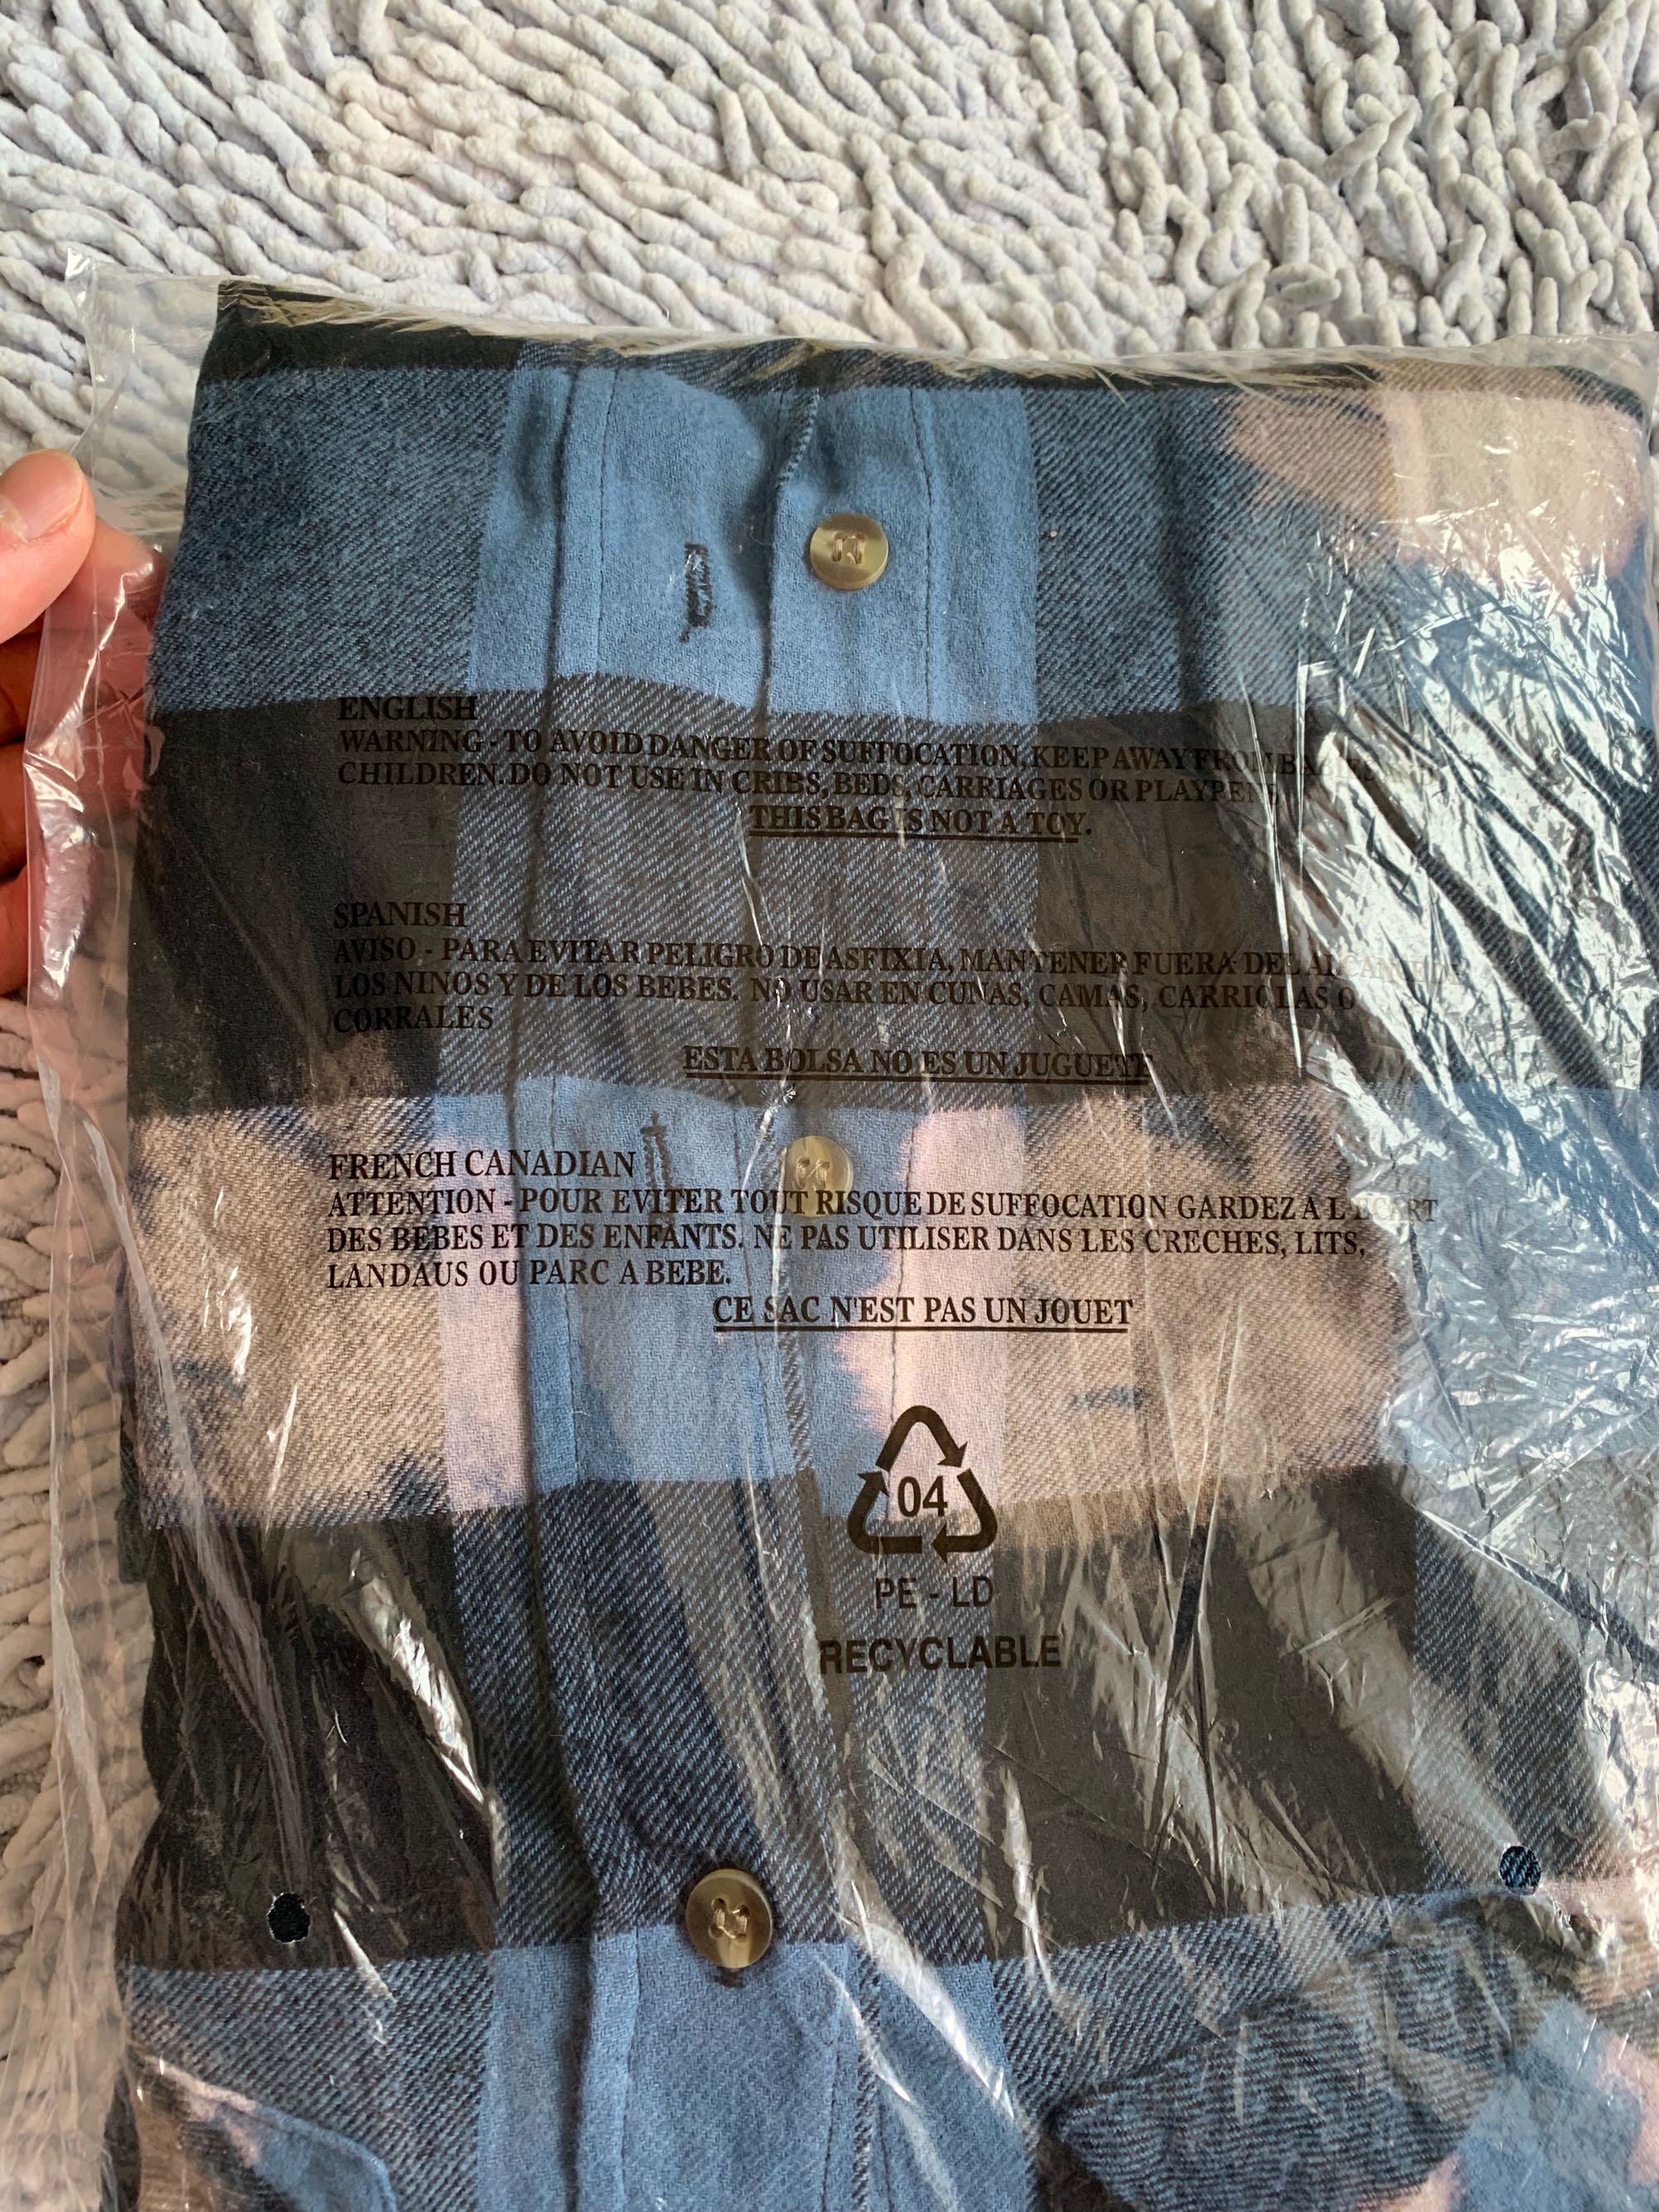 ENGLISH
WARNING - TO AVOID DANGER OF SUFFOCATION, KEEP AWAY FROM
CHILDREN. DO NOT USE IN CRIBS, BEDS, CARRIAGES OR PLAYPENS
THIS BAG IS NOT A TOY.
SPANISH
AVISO - PARA EVITAR PELIGRO DE ASFIXIA, MANTENER FUERA DEL ALCANCE DE
LOS NINOS Y DE LOS BEBES. NO USAR EN CUNAS, CAMAS, CARRIOLAS O
CORRALES
ESTA BOLSA NO ES UN JUGUETE
FRENCH CANADIAN
ATTENTION - POUR EVITER TOUT RISQUE DE SUFFOCATION GARDEZ A L'ECART
DES BEBES ET DES ENFANTS. NE PAS UTILISER DANS LES CRECHES, LITS,
LANDAUS OU PARC A BEBE.
CE SAC N'EST PAS UN JOUET
04
PE - LD
RECYCLABLE